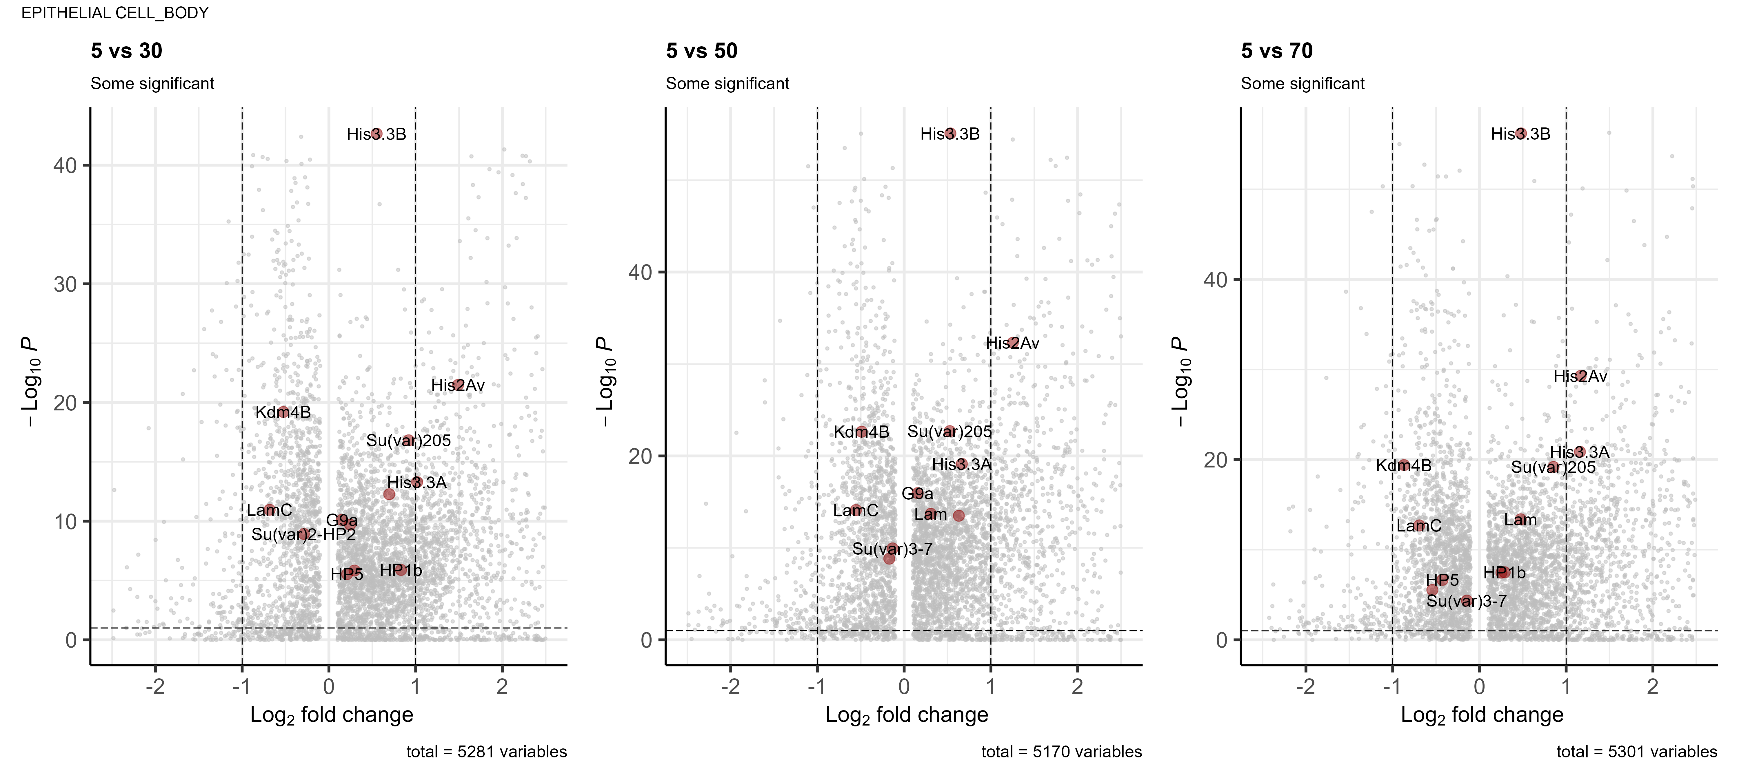 EPITHELIAL CELL_BODY
5 vs 30
Some significant
− Log10 P
40
30
20
10
0
His3.3B
His2Av
Kdm4B
Su(var)205
His3.3A
LamC
G9a
Su(var)2-HP2
HP5
HP1b
-2 -1 0 1 2
Log2 fold change
total = 5281 variables
5 vs 50
Some significant
− Log10 P
40
20
0
His3.3B
His2Av
Kdm4B
Su(var)205
His3.3A
G9a
LamC
Lam
Su(var)3-7
-2 -1 0 1 2
Log2 fold change
total = 5170 variables
5 vs 70
Some significant
− Log10 P
40
20
0
His3.3B
His2Av
His3.3A
Kdm4B
Su(var)205
Lam
LamC
HP1b
HP5
Su(var)3-7
-2 -1 0 1 2
Log2 fold change
total = 5301 variables